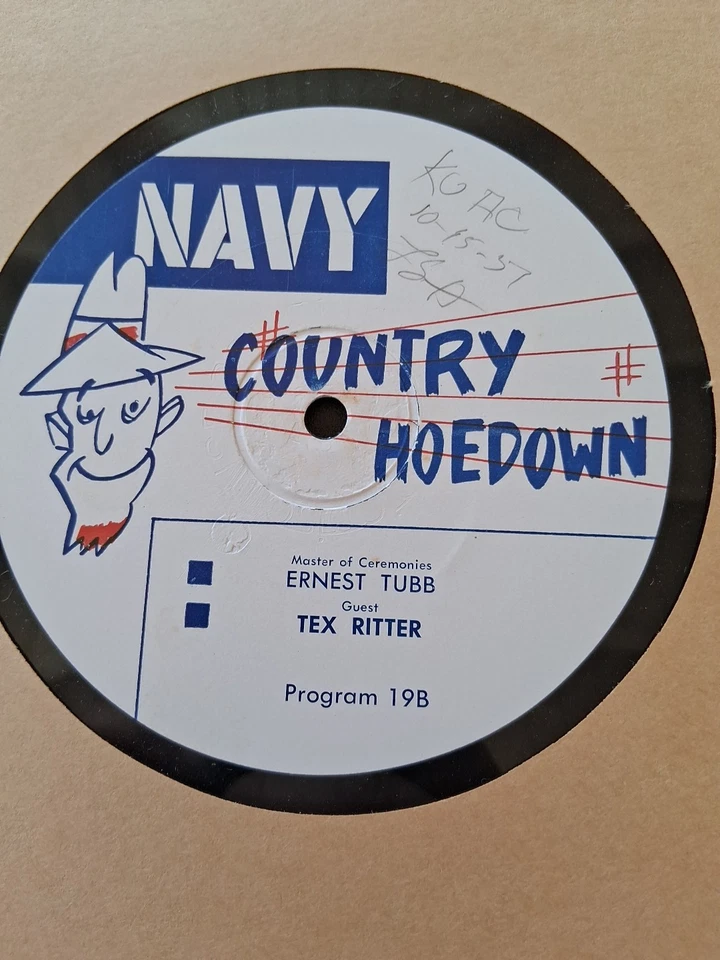 NAVY
KOAC
10-15-57
COUNTRY
HOEDOWN
Master of Ceremonies
ERNEST TUBB
Guest
TEX RITTER
Program 19B